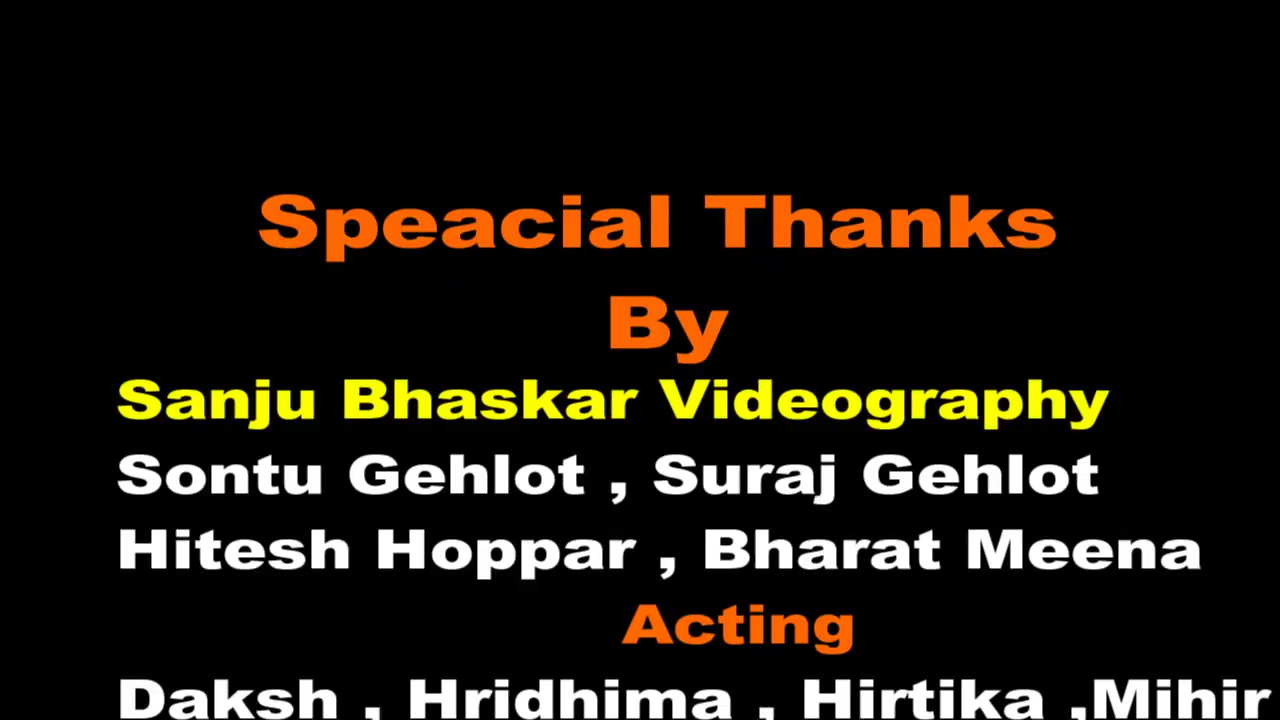 Speacial Thanks
By
Sanju Bhaskar Videography
Sontu Gehlot , Suraj Gehlot
Hitesh Hoppar , Bharat Meena
Acting
Daksh , Hridhima , Hirtika ,Mihir